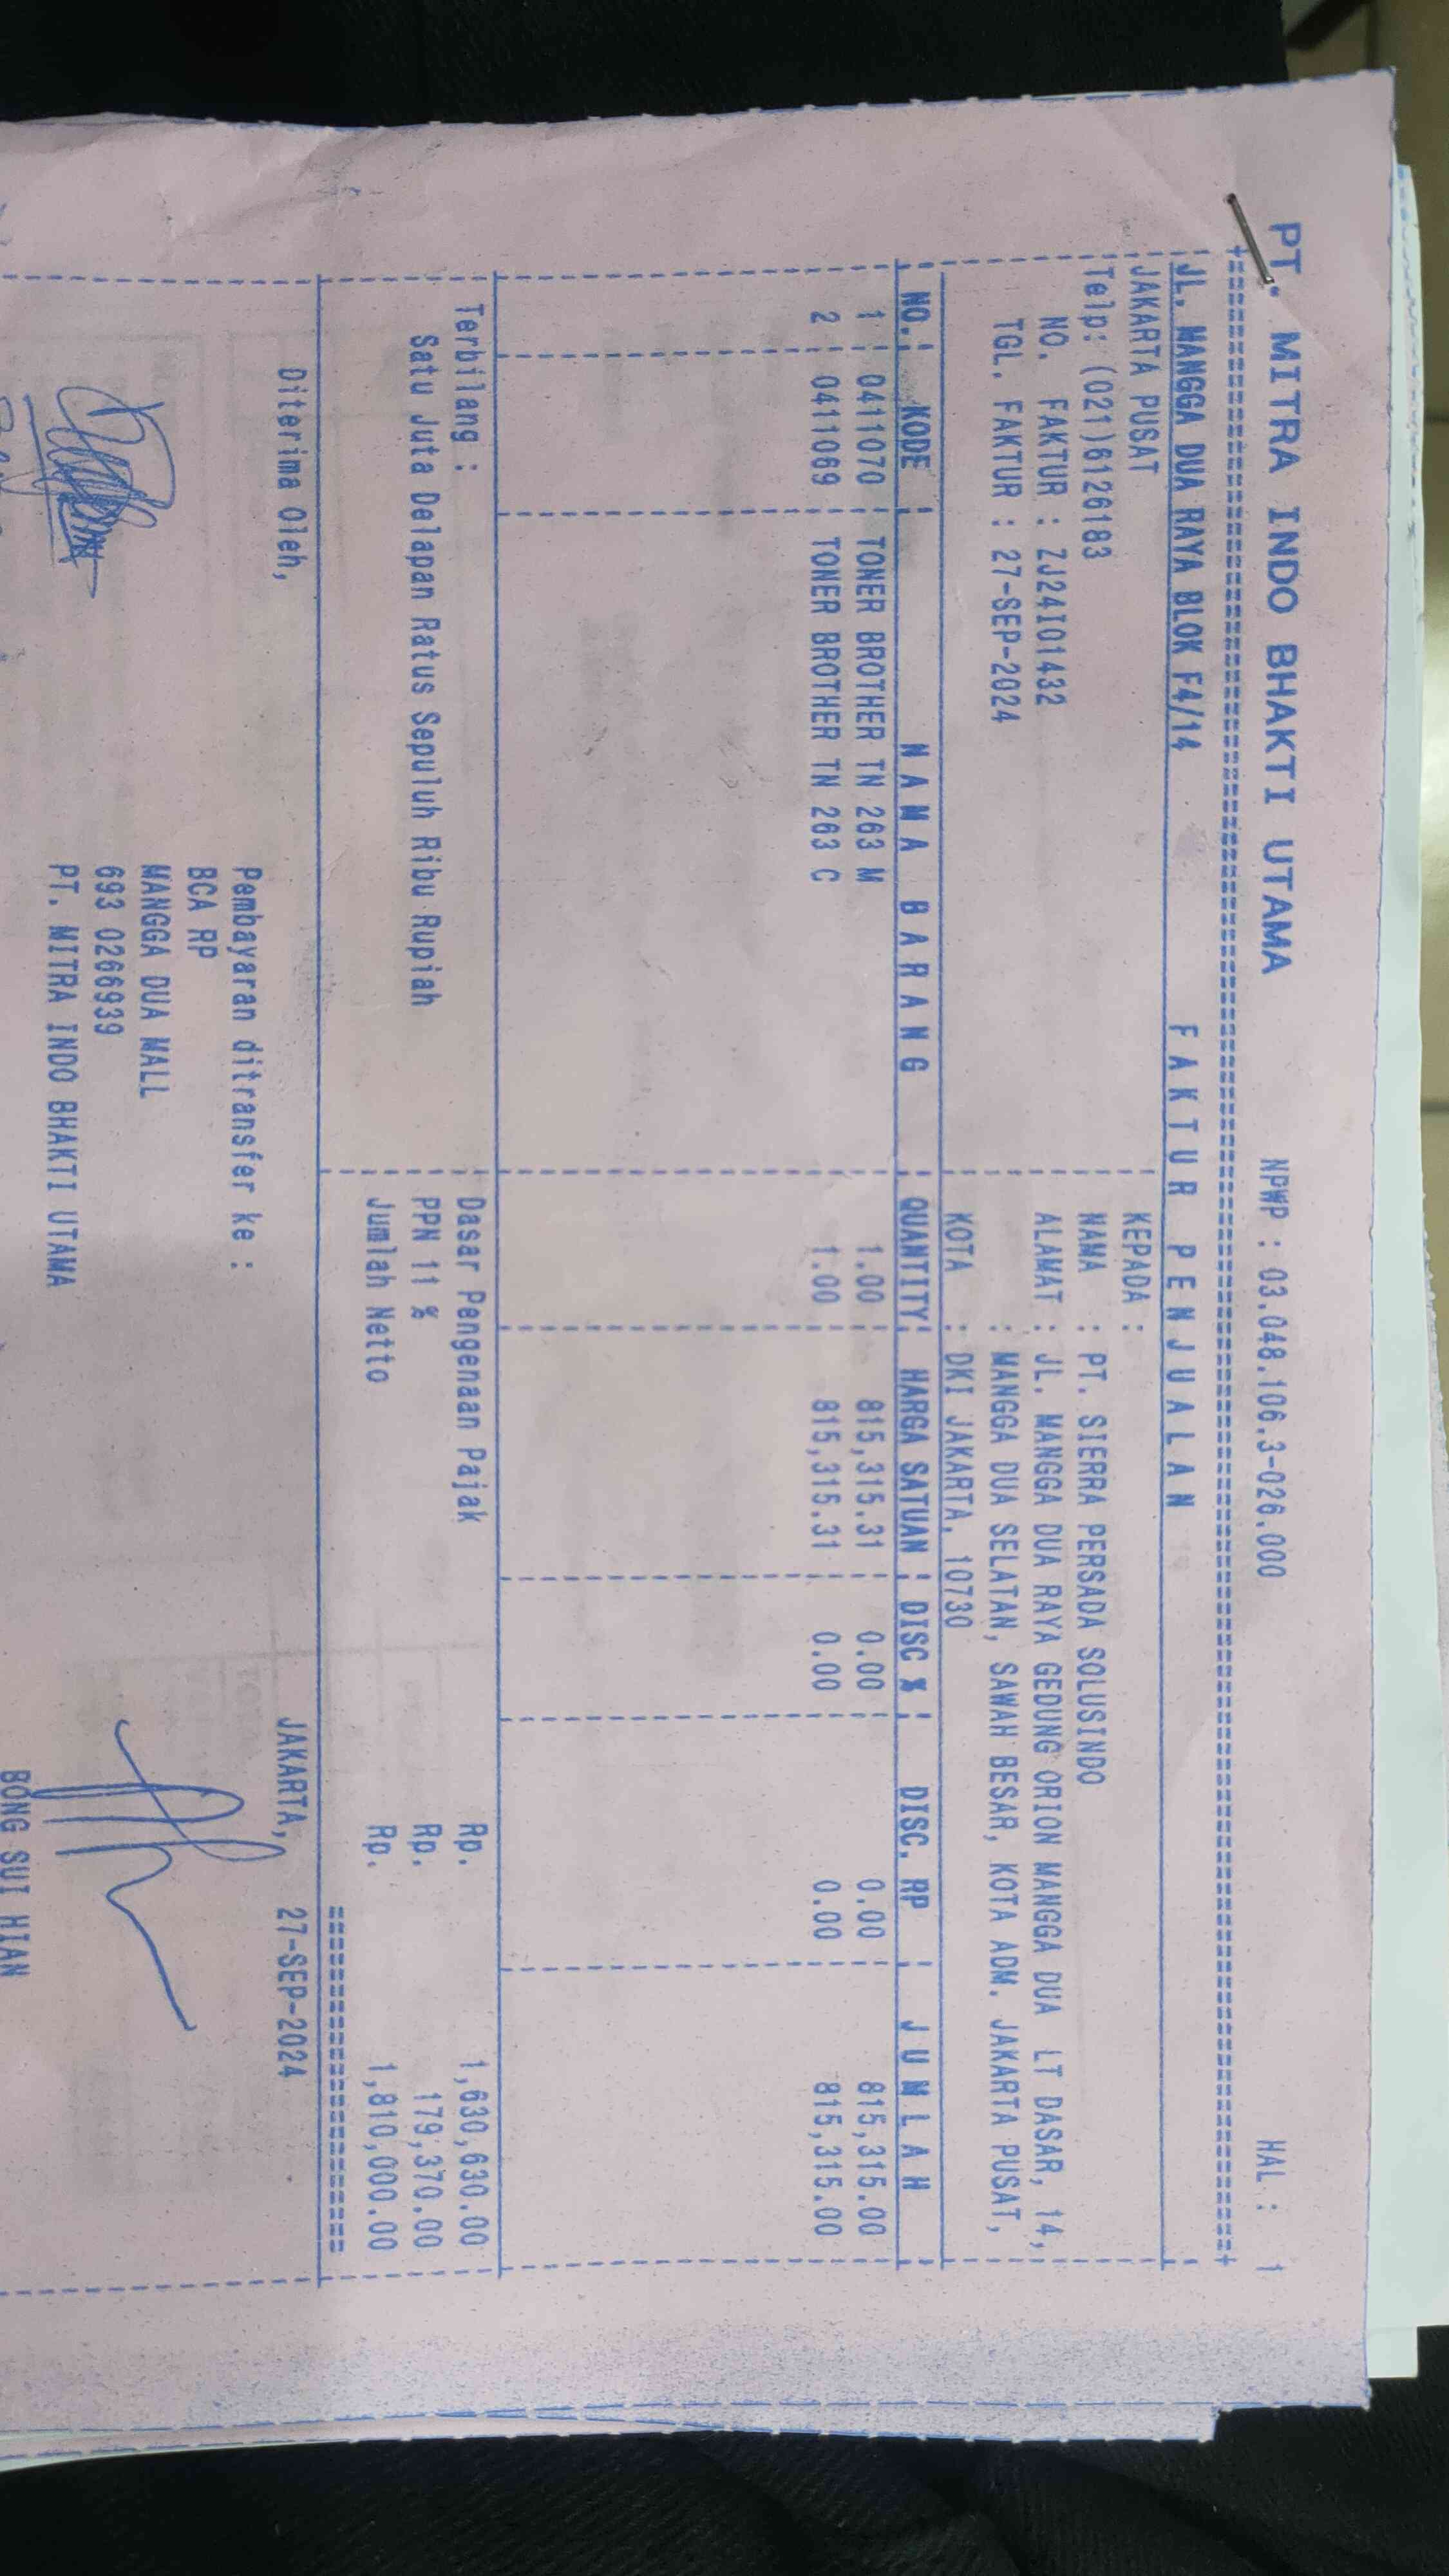 PT. MITRA INDO BHAKTI UTAMA NPWP : 03.048.106.3-026.000 HAL : 1
JL. MANGGA DUA RAYA BLOK F4/14 FAKTUR PENJUALAN
JAKARTA PUSAT KEPADA :
Telp: (021)6126183 NAMA : PT. SIERRA PERSADA SOLUSINDO
NO. FAKTUR : ZJ24I01432 ALAMAT : JL. MANGGA DUA RAYA GEDUNG ORION MANGGA DUA LT DASAR, 14,
TGL. FAKTUR : 27-SEP-2024 : MANGGA DUA SELATAN, SAWAH BESAR, KOTA ADM. JAKARTA PUSAT,
KOTA : DKI JAKARTA, 10730
NO. KODE NAMA BARANG QUANTITY HARGA SATUAN DISC % DISC. RP JUMLAH
1 0411070 TONER BROTHER TN 263 M 1.00 815,315.31 0.00 0.00 815,315.00
2 0411069 TONER BROTHER TN 263 C 1.00 815,315.31 0.00 0.00 815,315.00
Terbilang : Dasar Pengenaan Pajak Rp. 1,630,630.00
Satu Juta Delapan Ratus Sepuluh Ribu Rupiah PPN 11 % Rp. 179,370.00
Jumlah Netto Rp. 1,810,000.00
Diterima Oleh, JAKARTA, 27-SEP-2024
Pembayaran ditransfer ke :
BCA RP
MANGGA DUA MALL
693 0266939
PT. MITRA INDO BHAKTI UTAMA
BONG SUI HIAN